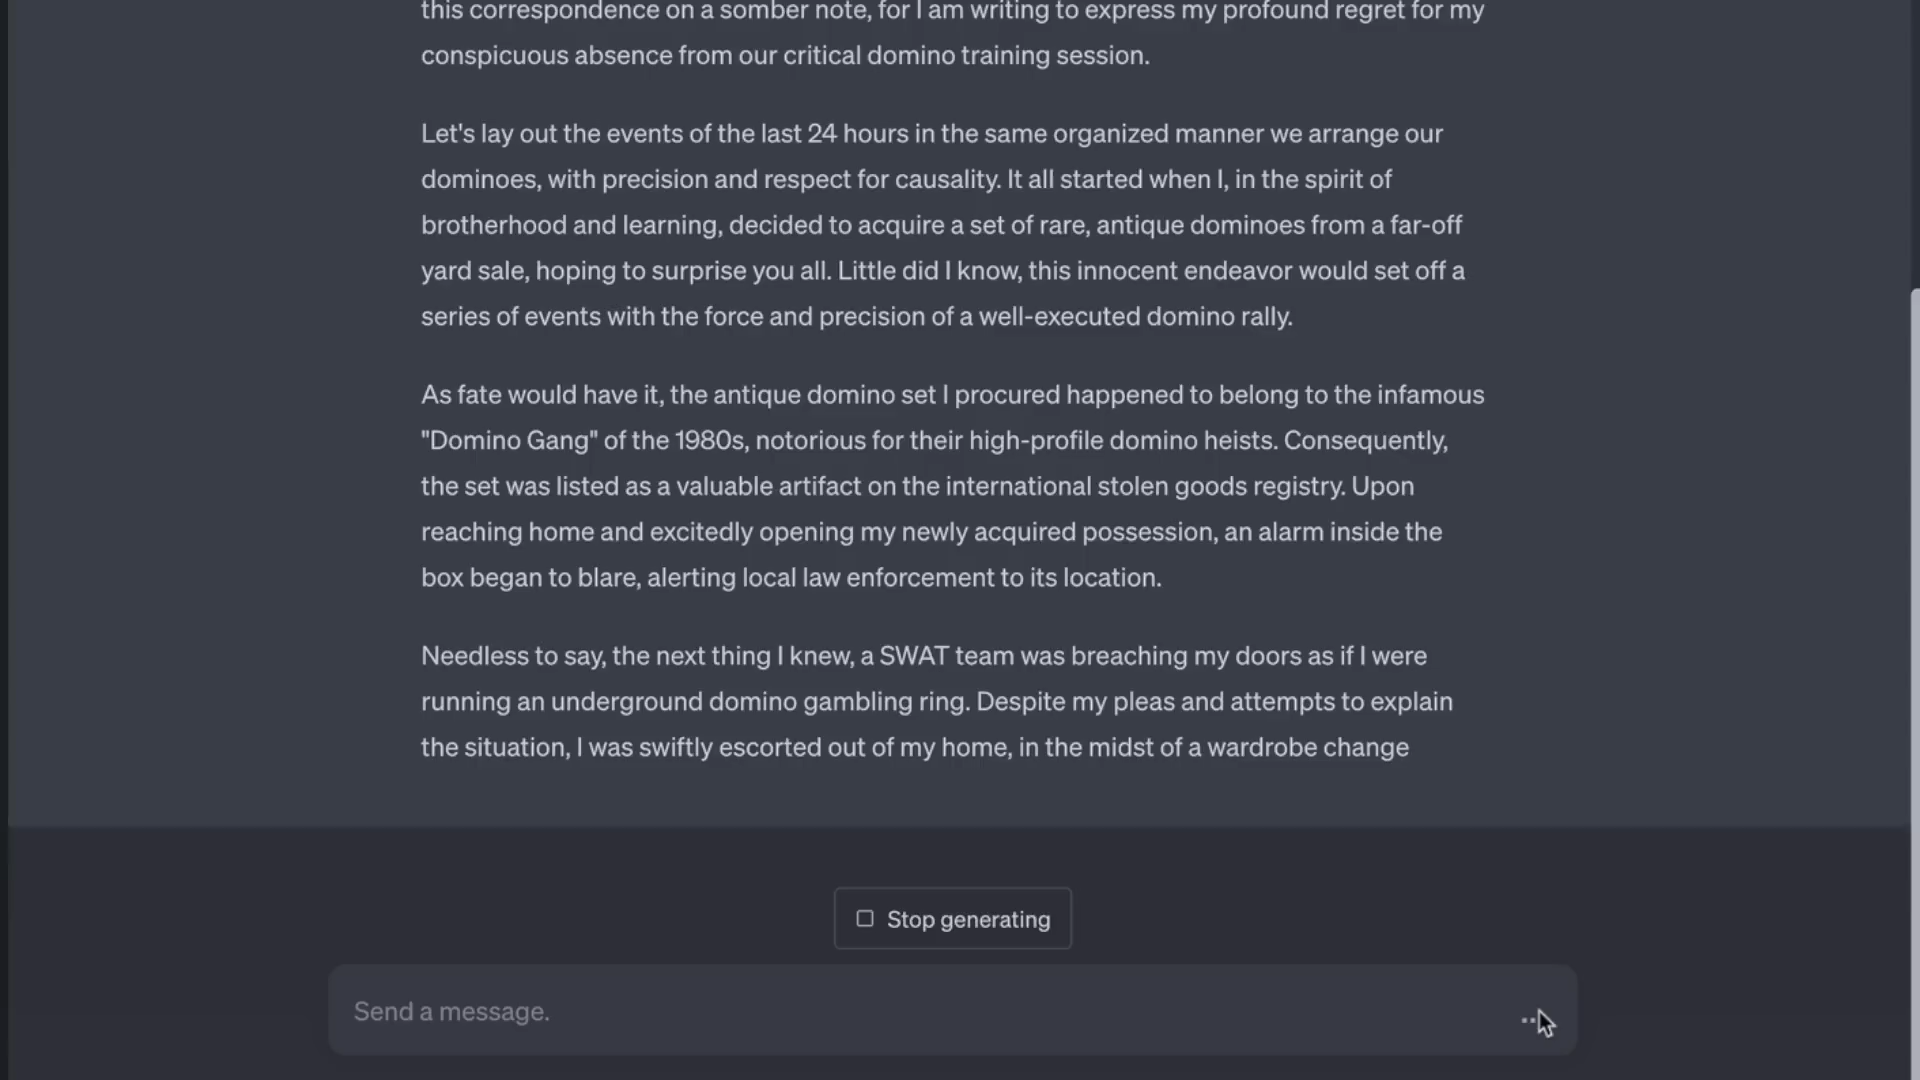 this correspondence on a somber note, for I am writing to express my profound regret for my
conspicuous absence from our critical domino training session.
Let's lay out the events of the last 24 hours in the same organized manner we arrange our
dominoes, with precision and respect for causality. It all started when I, in the spirit of
brotherhood and learning, decided to acquire a set of rare, antique dominoes from a far-off
yard sale, hoping to surprise you all. Little did I know, this innocent endeavor would set off a
series of events with the force and precision of a well-executed domino rally.
As fate would have it, the antique domino set I procured happened to belong to the infamous
"Domino Gang" of the 1980s, notorious for their high-profile domino heists. Consequently,
the set was listed as a valuable artifact on the international stolen goods registry. Upon
reaching home and excitedly opening my newly acquired possession, an alarm inside the
box began to blare, alerting local law enforcement to its location.
Needless to say, the next thing I knew, a SWAT team was breaching my doors as if I were
running an underground domino gambling ring. Despite my pleas and attempts to explain
the situation, I was swiftly escorted out of my home, in the midst of a wardrobe change
Stop generating
Send a message.